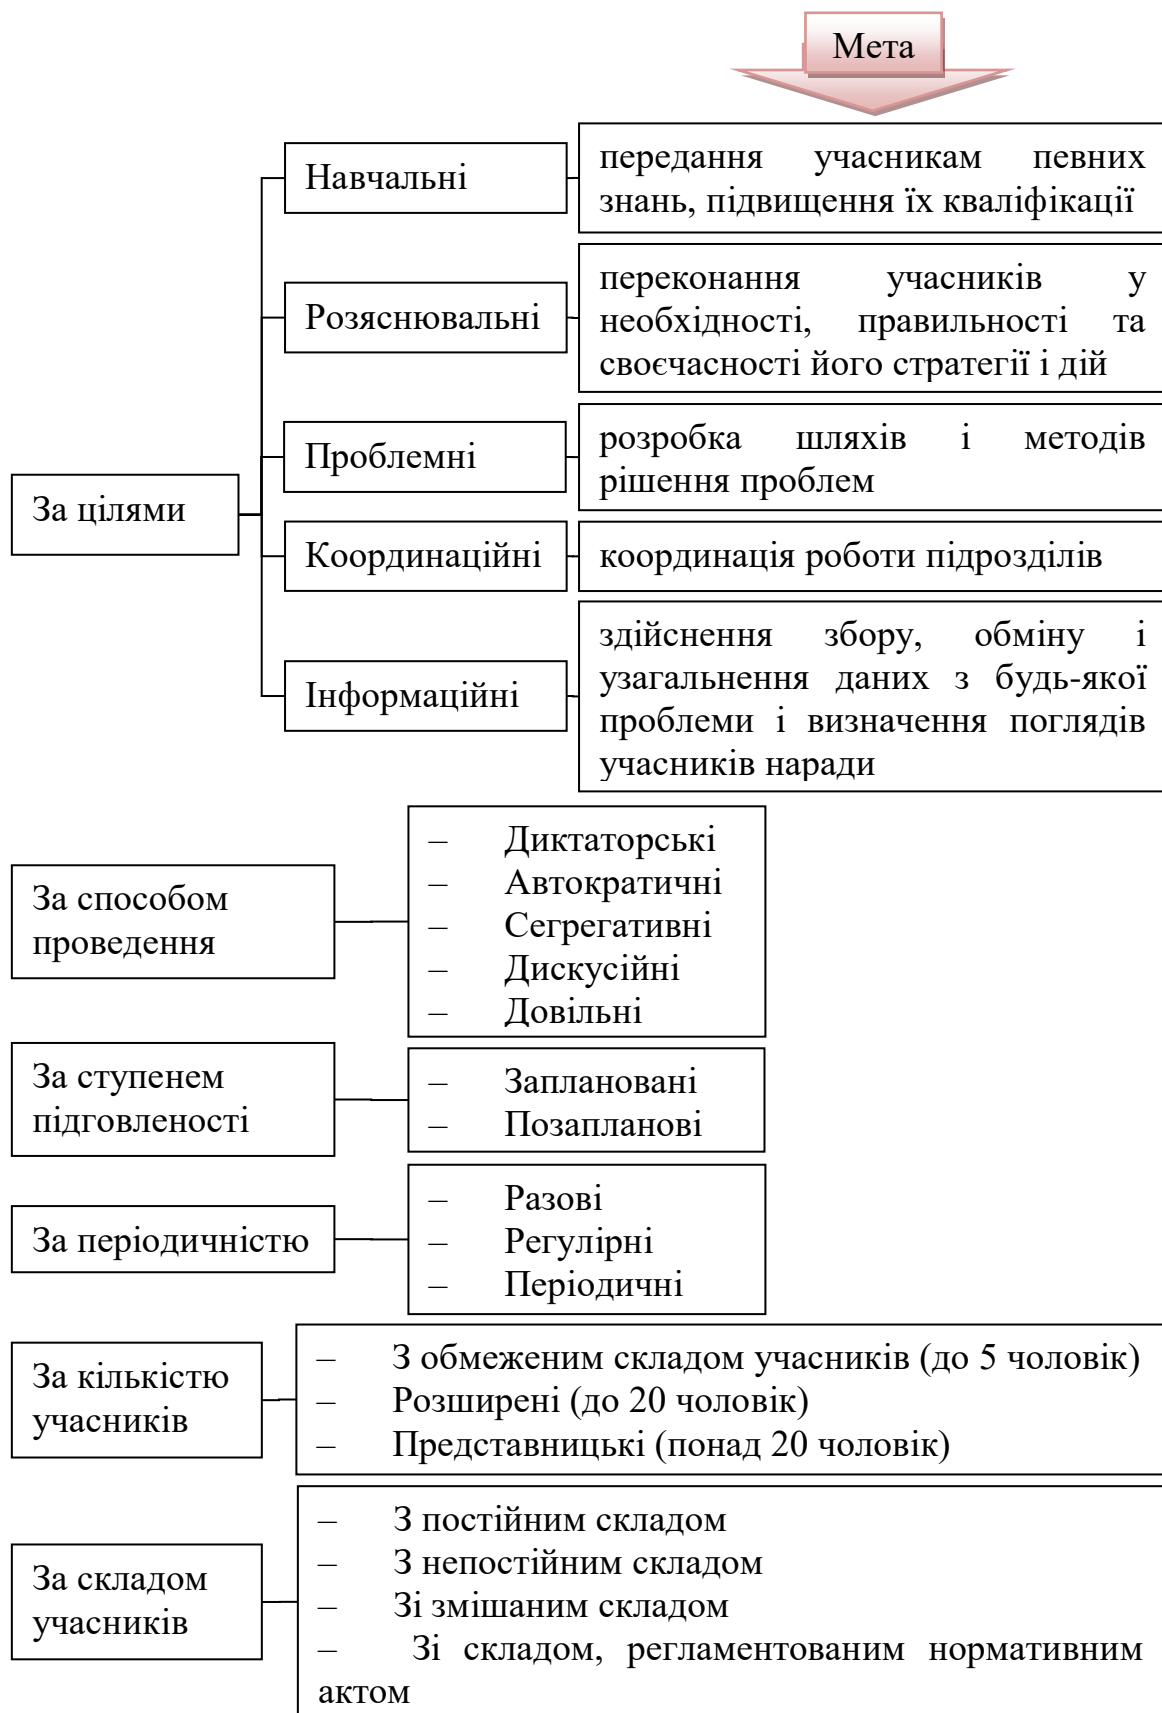 Мета
Навчальні
передання учасникам певних
знань, підвищення їх кваліфікації
Розяснювальні
переконання учасників у
необхідності, правильності та
своєчасності його стратегії і дій
Проблемні
розробка шляхів і методів
рішення проблем
За цілями
Координаційні
координація роботи підрозділів
Інформаційні
здійснення збору, обміну і
узагальнення даних з будь-якої
проблеми і визначення поглядів
учасників наради
За способом
проведення
– Диктаторські
– Автократичні
– Сегрегативні
– Дискусійні
– Довільні
За ступенем
підговленості
– Заплановані
– Позапланові
За періодичністю
– Разові
– Регулірні
– Періодичні
За кількістю
учасників
– З обмеженим складом учасників (до 5 чоловік)
– Розширені (до 20 чоловік)
– Представницькі (понад 20 чоловік)
За складом
учасників
– З постійним складом
– З непостійним складом
– Зі змішаним складом
– Зі складом, регламентованим нормативним
актом